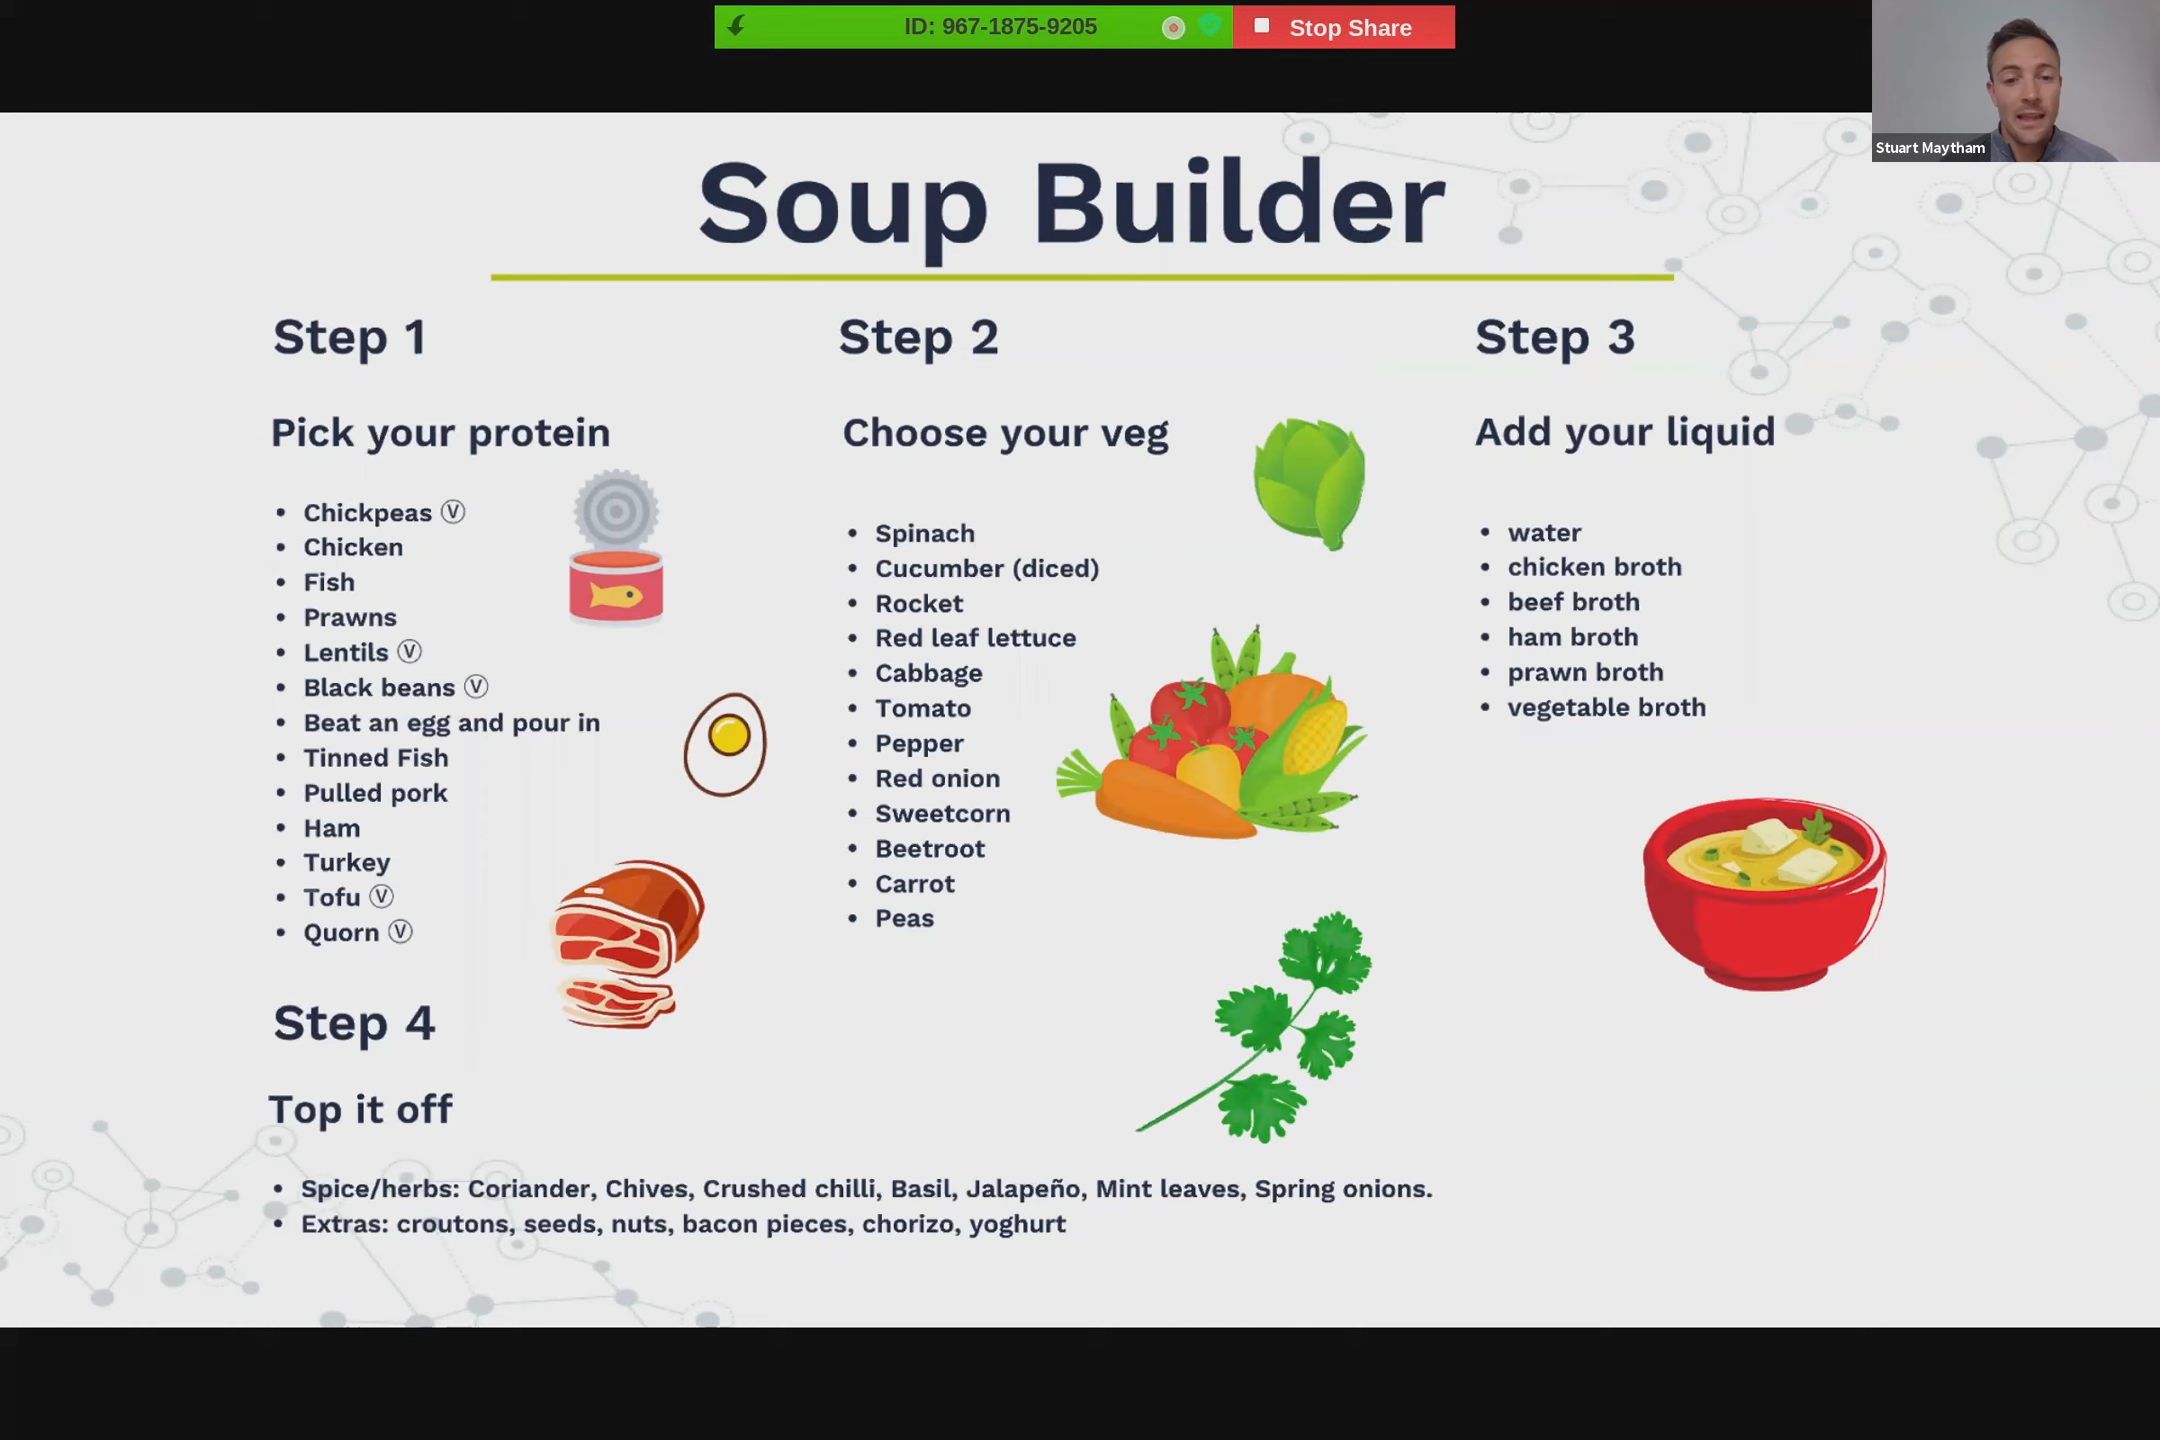 ID: 967-1875-9205
Stop Share
Stuart Maytham
Soup Builder
Step 1
Pick your protein
• Chickpeas Ⓥ
• Chicken
• Fish
• Prawns
• Lentils Ⓥ
• Black beans Ⓥ
• Beat an egg and pour in
• Tinned Fish
• Pulled pork
• Ham
• Turkey
• Tofu Ⓥ
• Quorn Ⓥ
Step 2
Choose your veg
• Spinach
• Cucumber (diced)
• Rocket
• Red leaf lettuce
• Cabbage
• Tomato
• Pepper
• Red onion
• Sweetcorn
• Beetroot
• Carrot
• Peas
Step 3
Add your liquid
• water
• chicken broth
• beef broth
• ham broth
• prawn broth
• vegetable broth
Step 4
Top it off
• Spice/herbs: Coriander, Chives, Crushed chilli, Basil, Jalapeño, Mint leaves, Spring onions.
• Extras: croutons, seeds, nuts, bacon pieces, chorizo, yoghurt